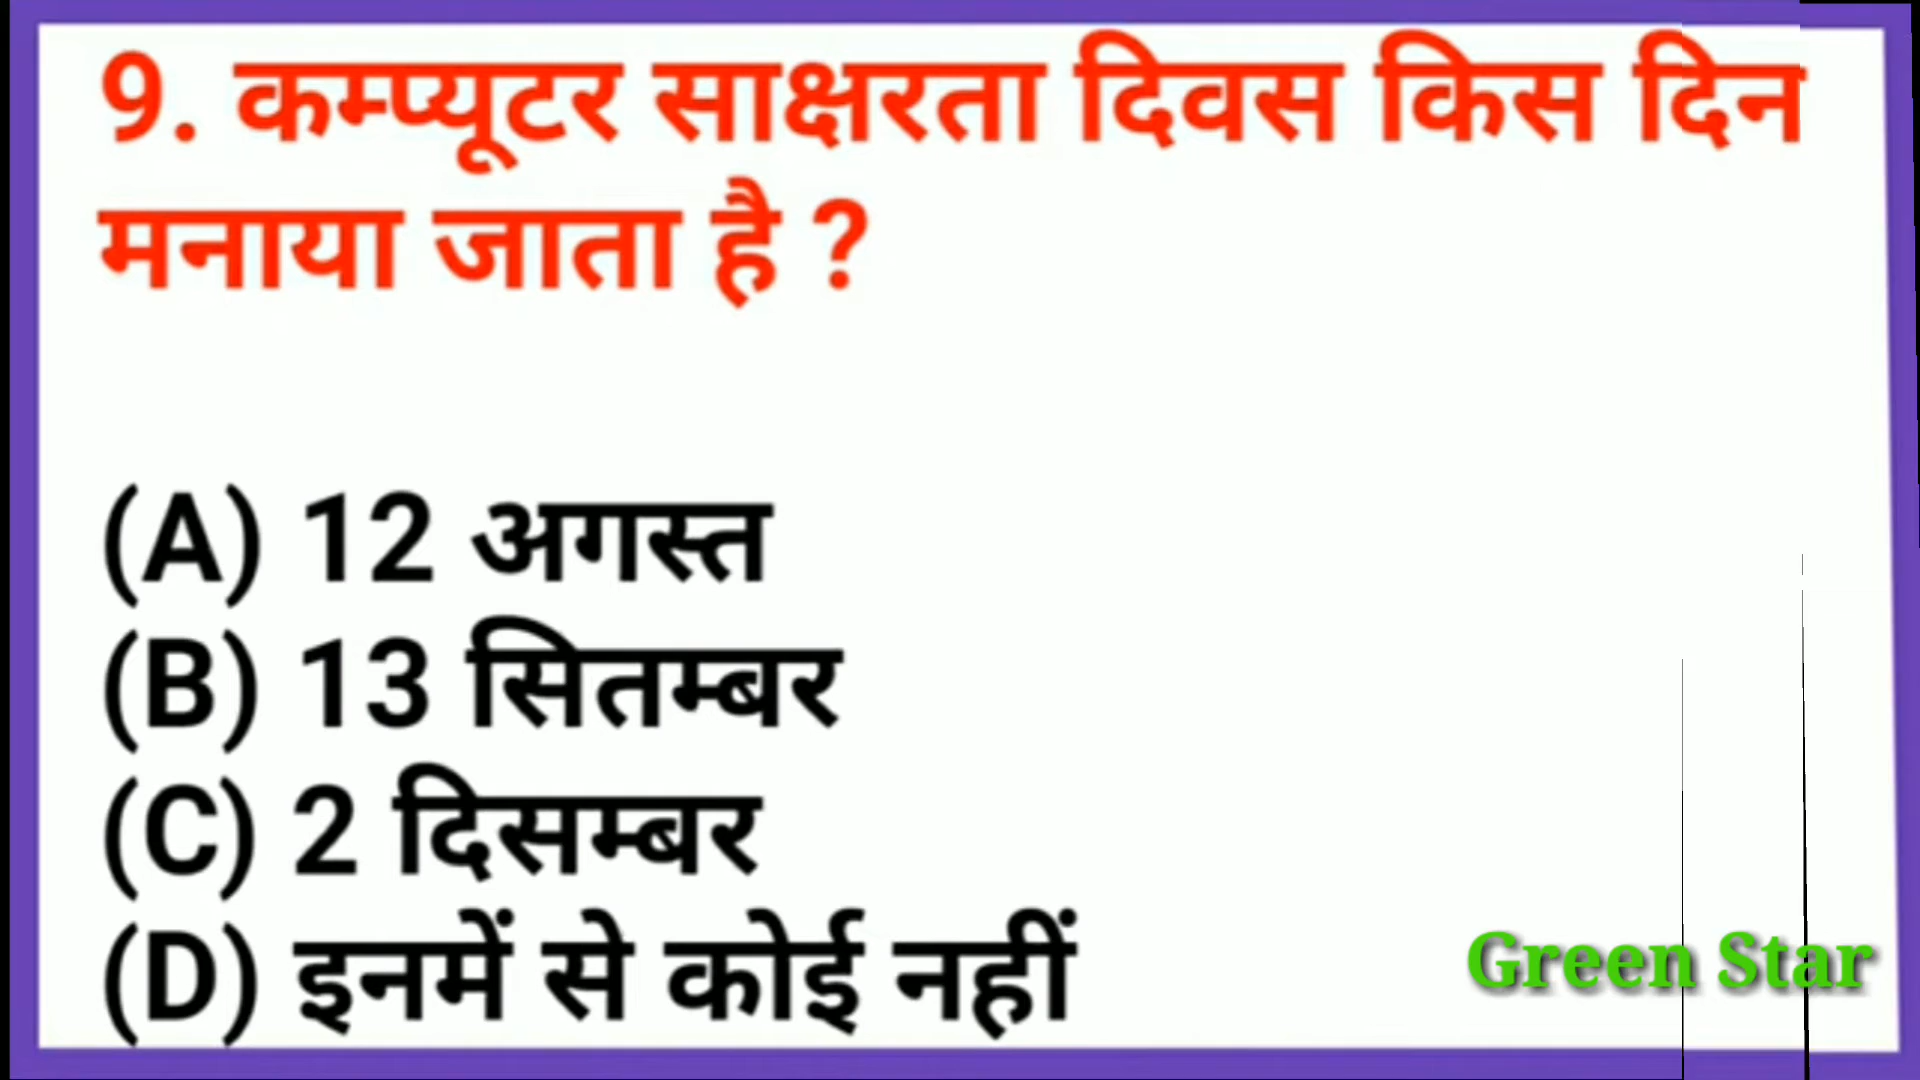 9. कम्प्यूटर साक्षरता दिवस किस दिन
मनाया जाता है ?
(A) 12 अगस्त
(B) 13 सितम्बर
(C) 2 दिसम्बर
(D) इनमें से कोई नहीं
Green Star